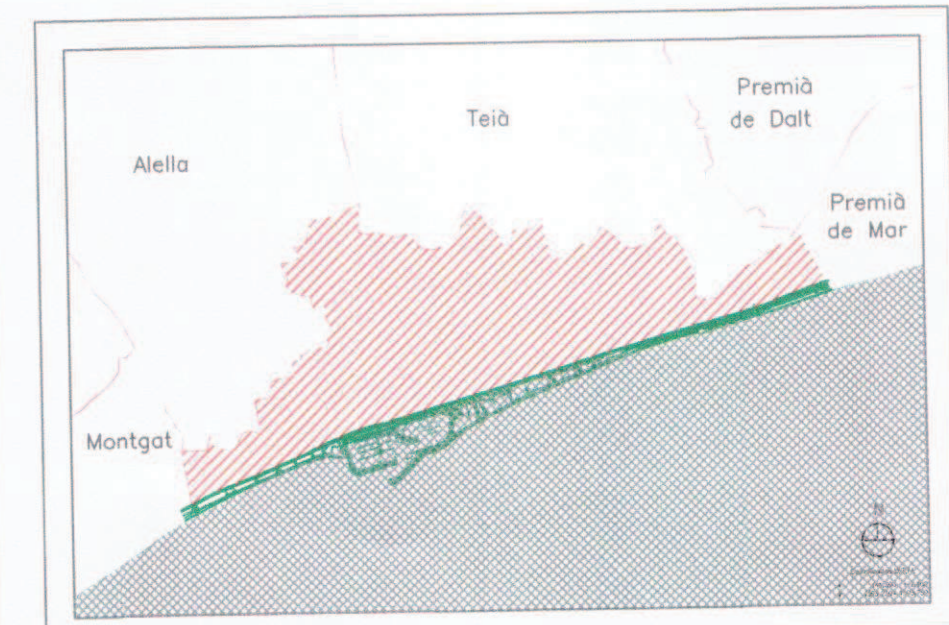 Premià
de Dalt
Teià
Alella
Premià
de Mar
Montgat
N